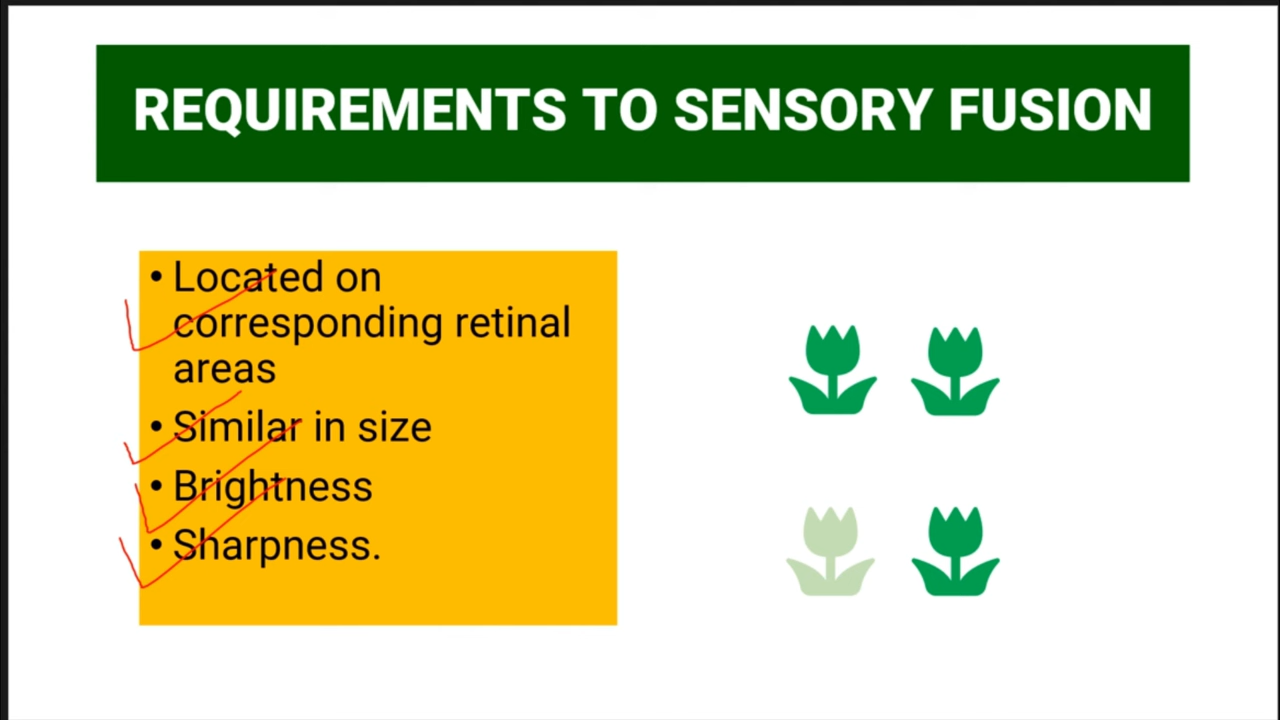 REQUIREMENTS TO SENSORY FUSION
• Located on
corresponding retinal
areas
• Similar in size
• Brightness
• Sharpness.